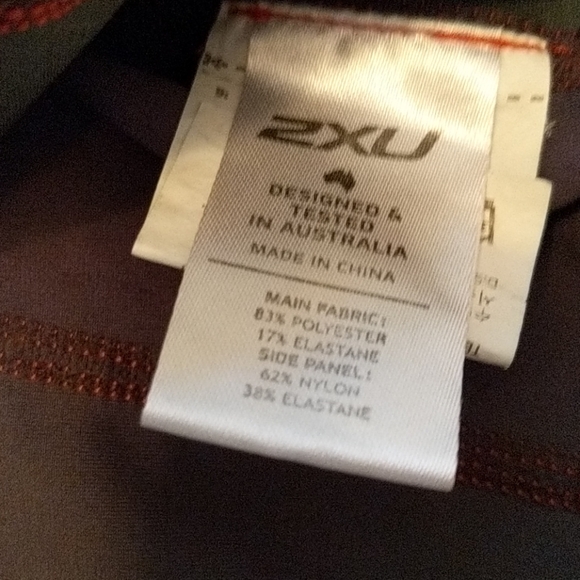 2XU
DESIGNED &
TESTED
IN AUSTRALIA
MADE IN CHINA
MAIN FABRIC:
83% POLYESTER
17% ELASTANE
SIDE PANEL:
62% NYLON
38% ELASTANE